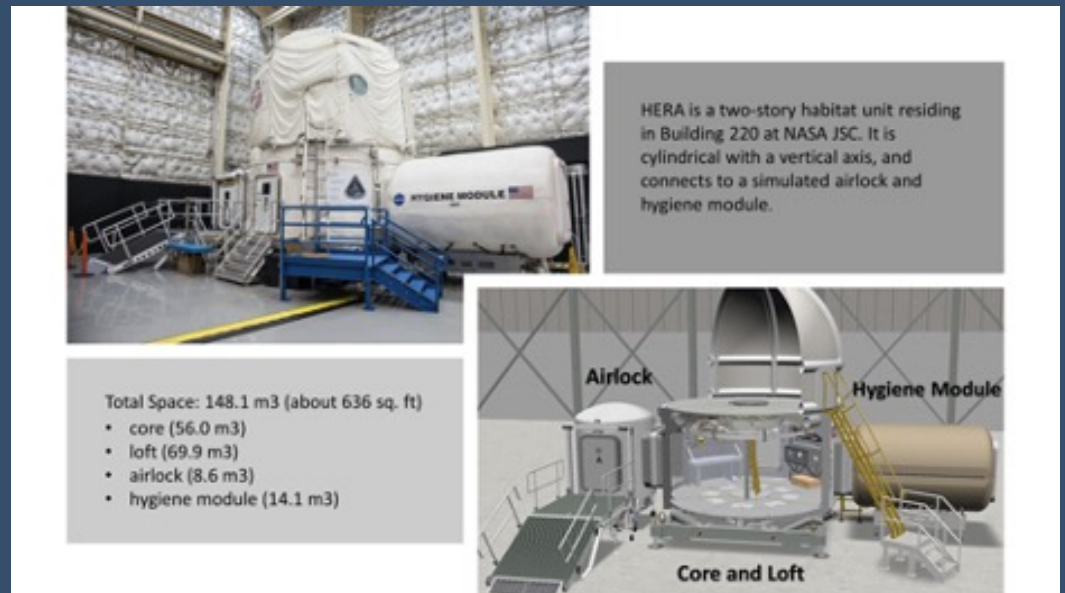 HYGIENE MODULE
HERA is a two-story habitat unit residing
in Building 220 at NASA JSC. It is
cylindrical with a vertical axis, and
connects to a simulated airlock and
hygiene module.
Total Space: 148.1 m3 (about 636 sq. ft)
• core (56.0 m3)
• loft (69.9 m3)
• airlock (8.6 m3)
• hygiene module (14.1 m3)
Airlock
Hygiene Module
Core and Loft